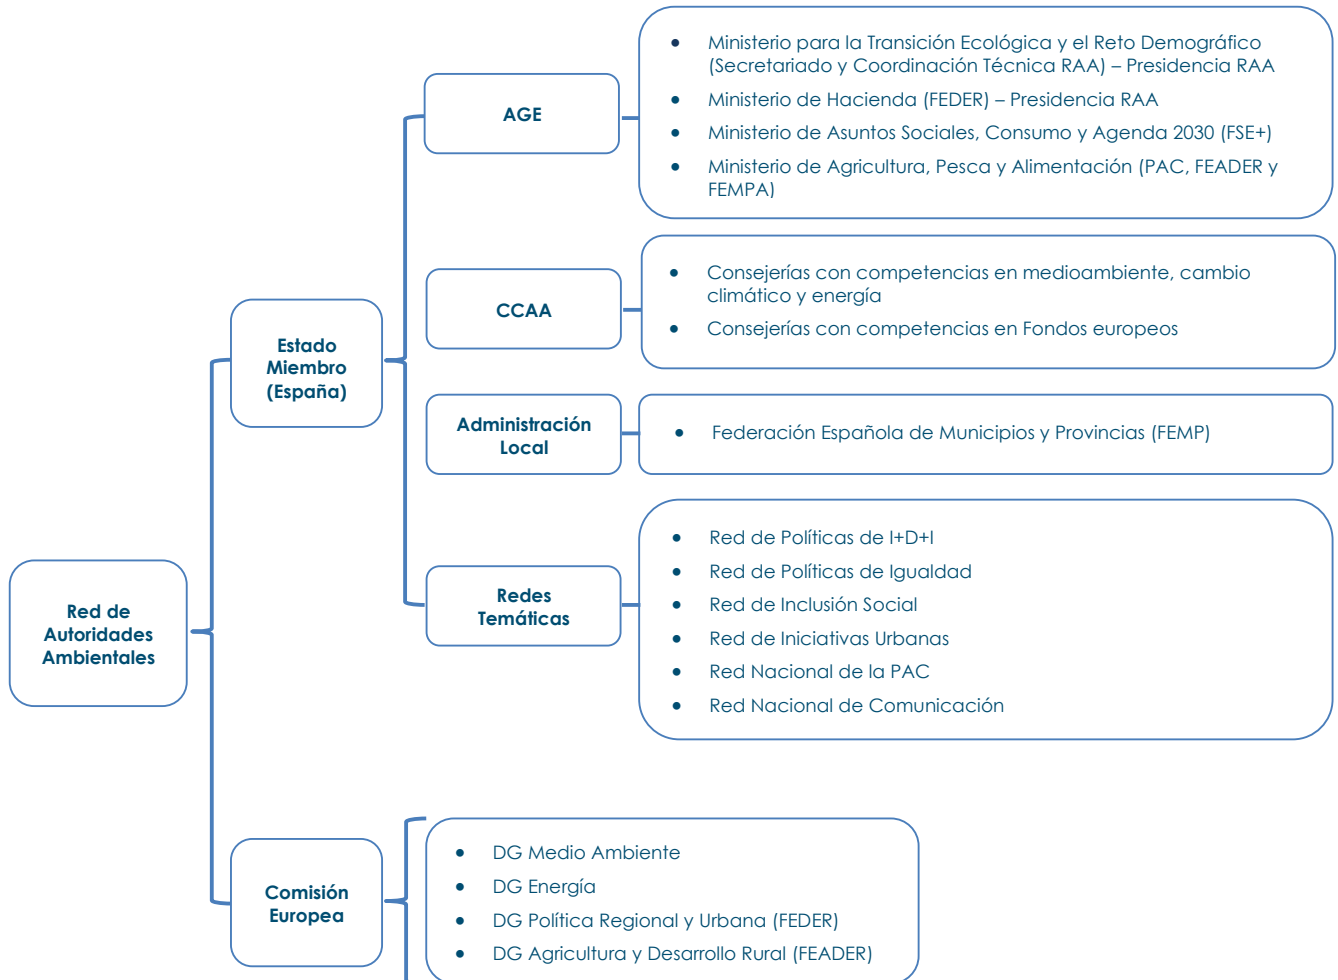 Red de
Autoridades
Ambientales
Estado
Miembro
(España)
AGE
• Ministerio para la Transición Ecológica y el Reto Demográfico
(Secretariado y Coordinación Técnica RAA) – Presidencia RAA
• Ministerio de Hacienda (FEDER) – Presidencia RAA
• Ministerio de Asuntos Sociales, Consumo y Agenda 2030 (FSE+)
• Ministerio de Agricultura, Pesca y Alimentación (PAC, FEADER y
FEMPA)
CCAA
• Consejerías con competencias en medioambiente, cambio
climático y energía
• Consejerías con competencias en Fondos europeos
Administración
Local
• Federación Española de Municipios y Provincias (FEMP)
Redes
Temáticas
• Red de Políticas de I+D+I
• Red de Políticas de Igualdad
• Red de Inclusión Social
• Red de Iniciativas Urbanas
• Red Nacional de la PAC
• Red Nacional de Comunicación
Comisión
Europea
• DG Medio Ambiente
• DG Energía
• DG Política Regional y Urbana (FEDER)
• DG Agricultura y Desarrollo Rural (FEADER)